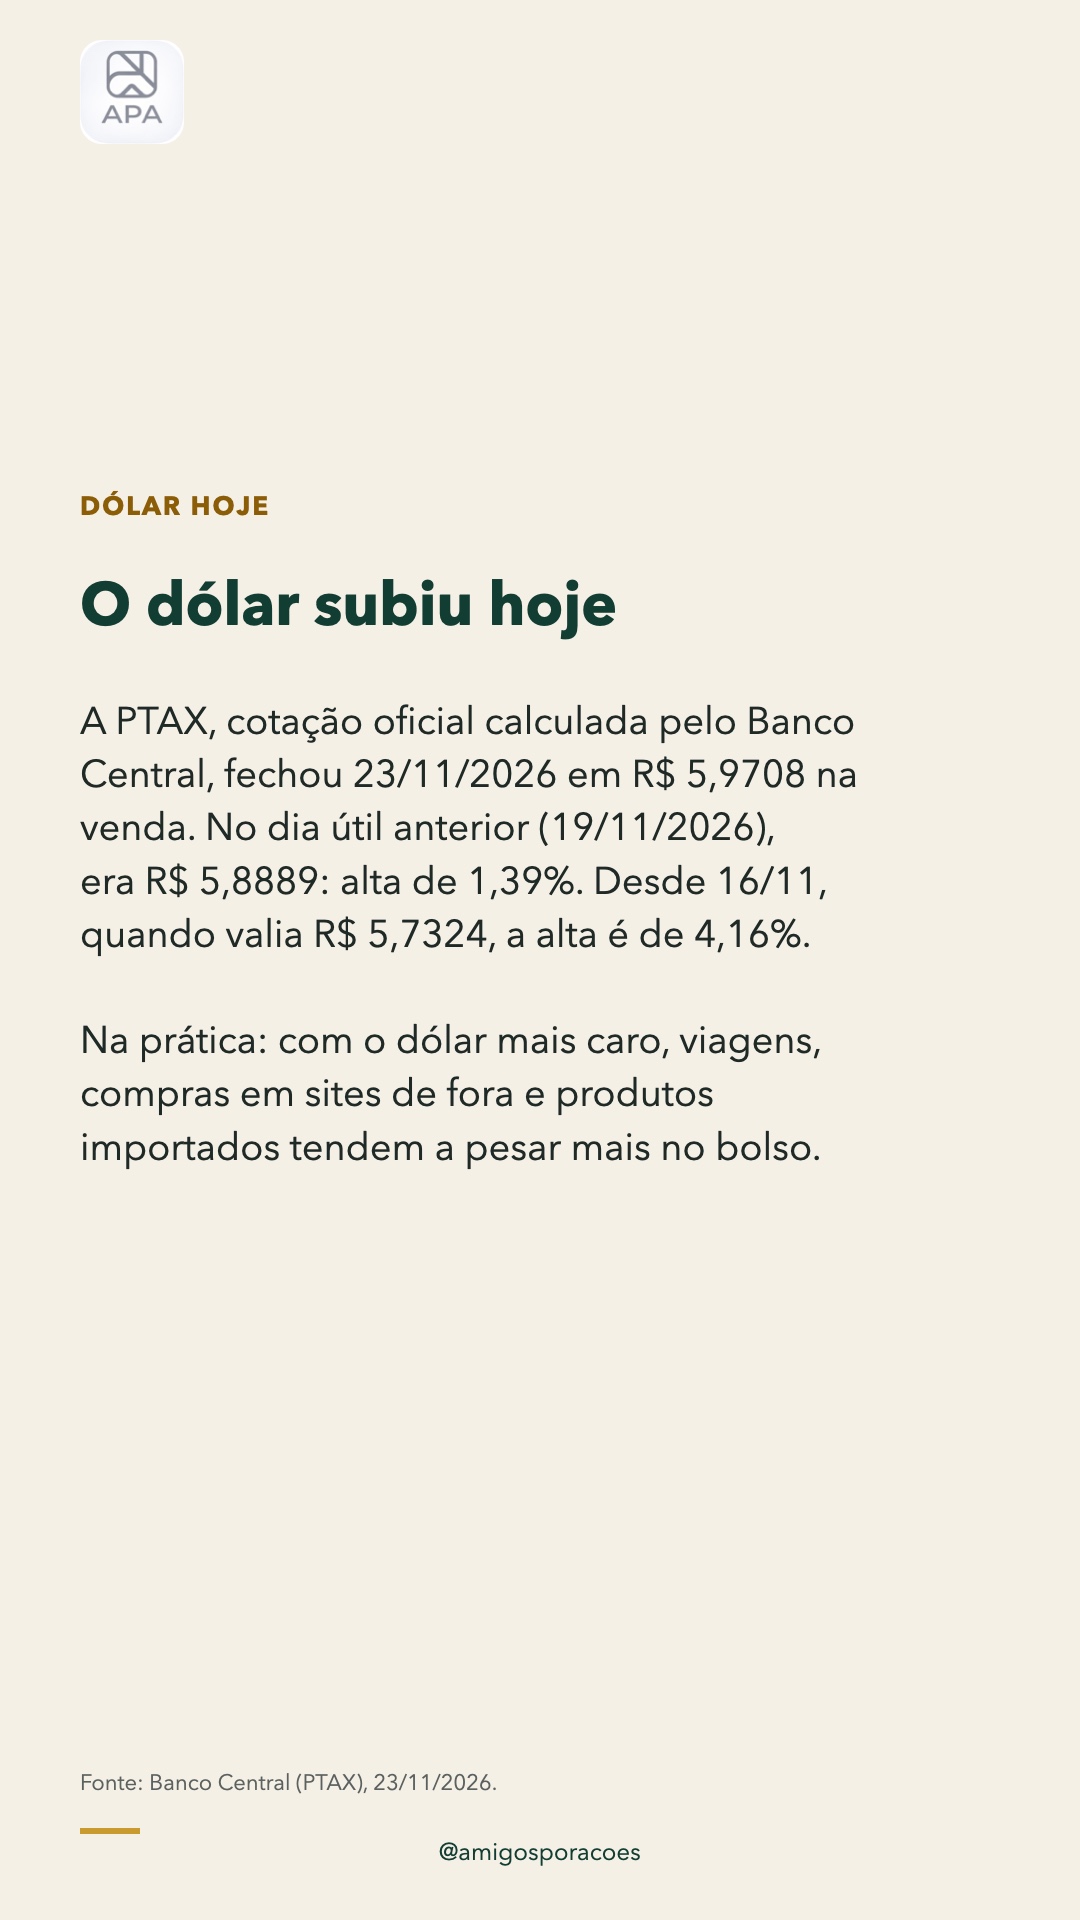 APA
DÓLAR HOJE
O dólar subiu hoje
A PTAX, cotação oficial calculada pelo Banco
Central, fechou 23/11/2026 em R$ 5,9708 na
venda. No dia útil anterior (19/11/2026),
era R$ 5,8889: alta de 1,39%. Desde 16/11,
quando valia R$ 5,7324, a alta é de 4,16%.
Na prática: com o dólar mais caro, viagens,
compras em sites de fora e produtos
importados tendem a pesar mais no bolso.
Fonte: Banco Central (PTAX), 23/11/2026.
@amigosporacoes